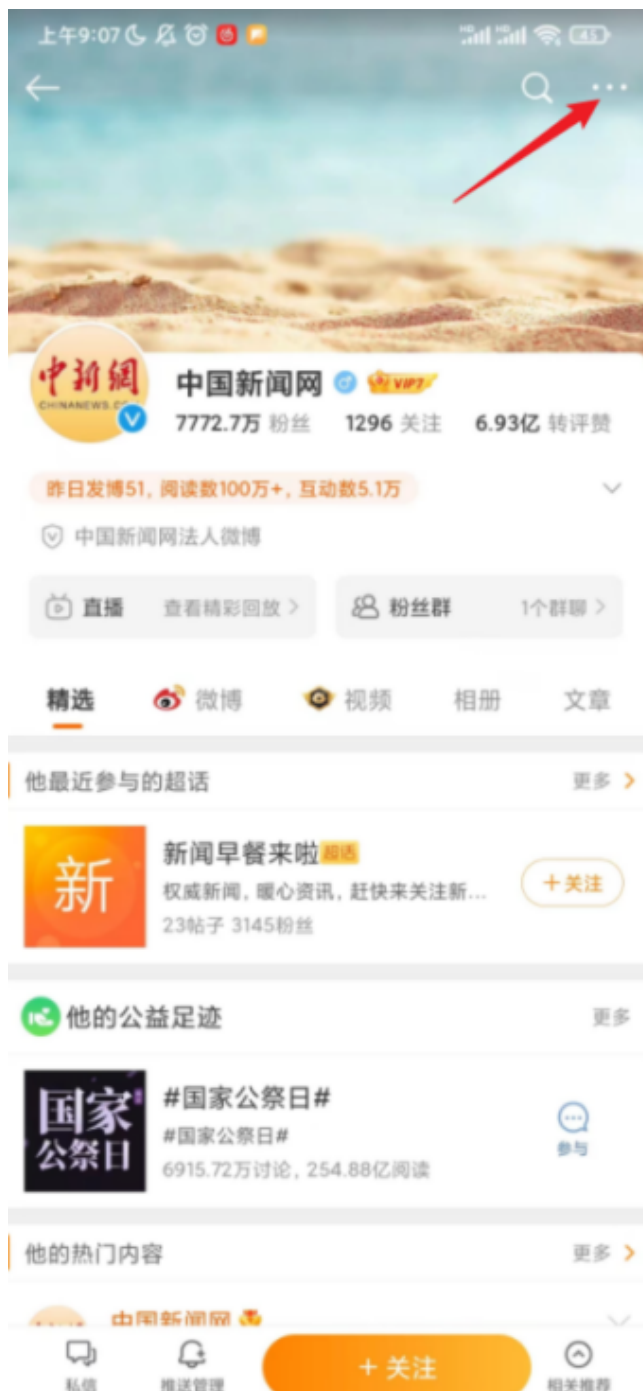 上午9:07 HD HD 45
中新網
CHINANEWS.C
中国新闻网 VIP7
7772.7万 粉丝 1296 关注 6.93亿 转评赞
昨日发博51, 阅读数100万+, 互动数5.1万
中国新闻网法人微博
直播 查看精彩回放 粉丝群 1个群聊
精选 微博 视频 相册 文章
他最近参与的超话 更多
新
新闻早餐来啦 超话
权威新闻, 暖心资讯, 赶快来关注新...
23帖子 3145粉丝
+关注
他的公益足迹 更多
国家
公祭日
#国家公祭日#
#国家公祭日#
6915.72万讨论, 254.88亿阅读
参与
他的热门内容 更多
中国新闻网
私信 推送管理 +关注 相关推荐